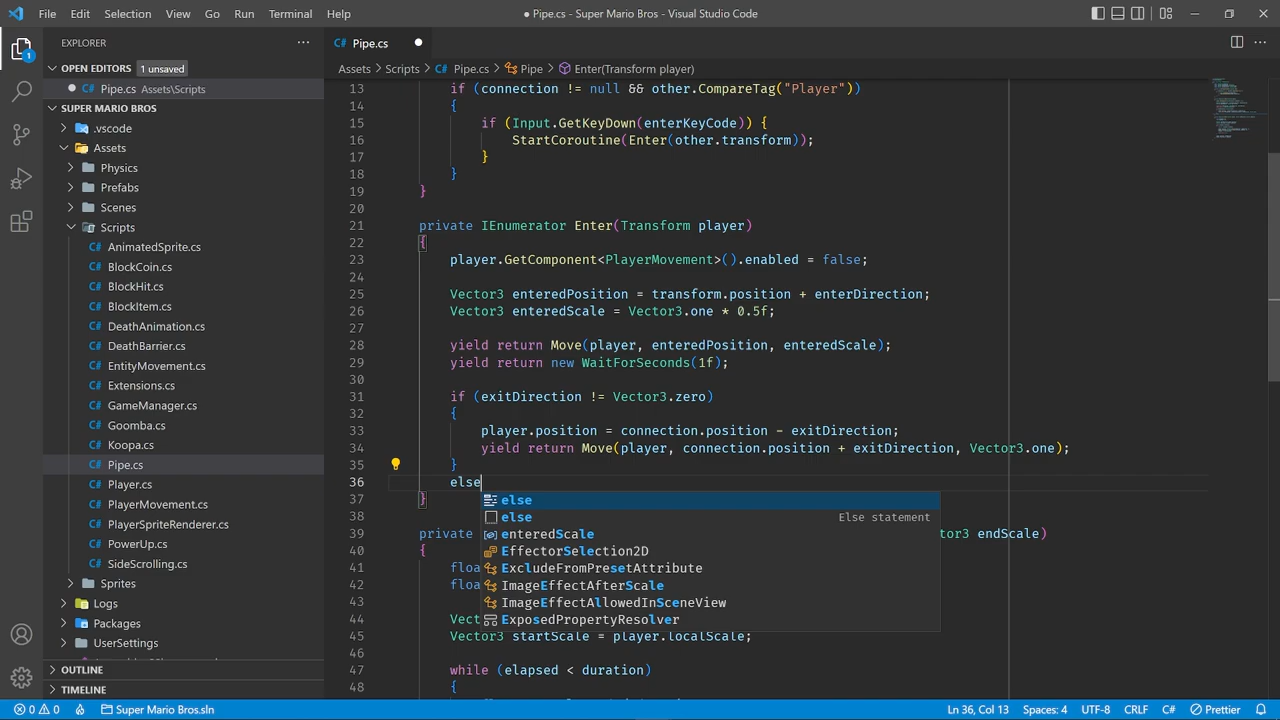 File Edit Selection View Go Run Terminal Help
● Pipe.cs - Super Mario Bros - Visual Studio Code
EXPLORER
OPEN EDITORS 1 unsaved
Pipe.cs Assets\Scripts
SUPER MARIO BROS
.vscode
Assets
Physics
Prefabs
Scenes
Scripts
AnimatedSprite.cs
BlockCoin.cs
BlockHit.cs
BlockItem.cs
DeathAnimation.cs
DeathBarrier.cs
EntityMovement.cs
Extensions.cs
GameManager.cs
Goomba.cs
Koopa.cs
Pipe.cs
Player.cs
PlayerMovement.cs
PlayerSpriteRenderer.cs
PowerUp.cs
SideScrolling.cs
Sprites
Logs
Packages
UserSettings
OUTLINE
TIMELINE
Pipe.cs
Assets > Scripts > Pipe.cs > Pipe > Enter(Transform player)
13 if (connection != null && other.CompareTag("Player"))
14 {
15 if (Input.GetKeyDown(enterKeyCode)) {
16 StartCoroutine(Enter(other.transform));
17 }
18 }
19 }
20
21 private IEnumerator Enter(Transform player)
22 {
23 player.GetComponent<PlayerMovement>().enabled = false;
24
25 Vector3 enteredPosition = transform.position + enterDirection;
26 Vector3 enteredScale = Vector3.one * 0.5f;
27
28 yield return Move(player, enteredPosition, enteredScale);
29 yield return new WaitForSeconds(1f);
30
31 if (exitDirection != Vector3.zero)
32 {
33 player.position = connection.position - exitDirection;
34 yield return Move(player, connection.position + exitDirection, Vector3.one);
35 }
36 else
37 }
38
39 private tor3 endScale)
40 {
41 floa
42 floa
43
44 Vect
45 Vector3 startScale = player.localScale;
46
47 while (elapsed < duration)
48 {
else
else Else statement
enteredScale
EffectorSelection2D
ExcludeFromPresetAttribute
ImageEffectAfterScale
ImageEffectAllowedInSceneView
ExposedPropertyResolver
0 0 Super Mario Bros.sln Ln 36, Col 13 Spaces: 4 UTF-8 CRLF C# Prettier